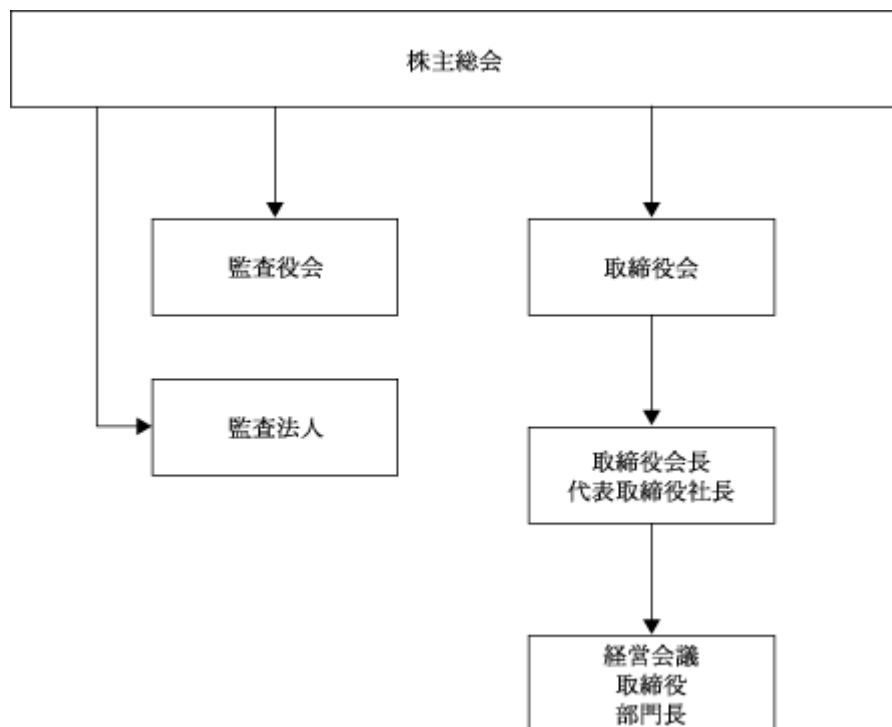 株主総会
監査役会
取締役会
監査法人
取締役会長
代表取締役社長
経営会議
取締役
部門長